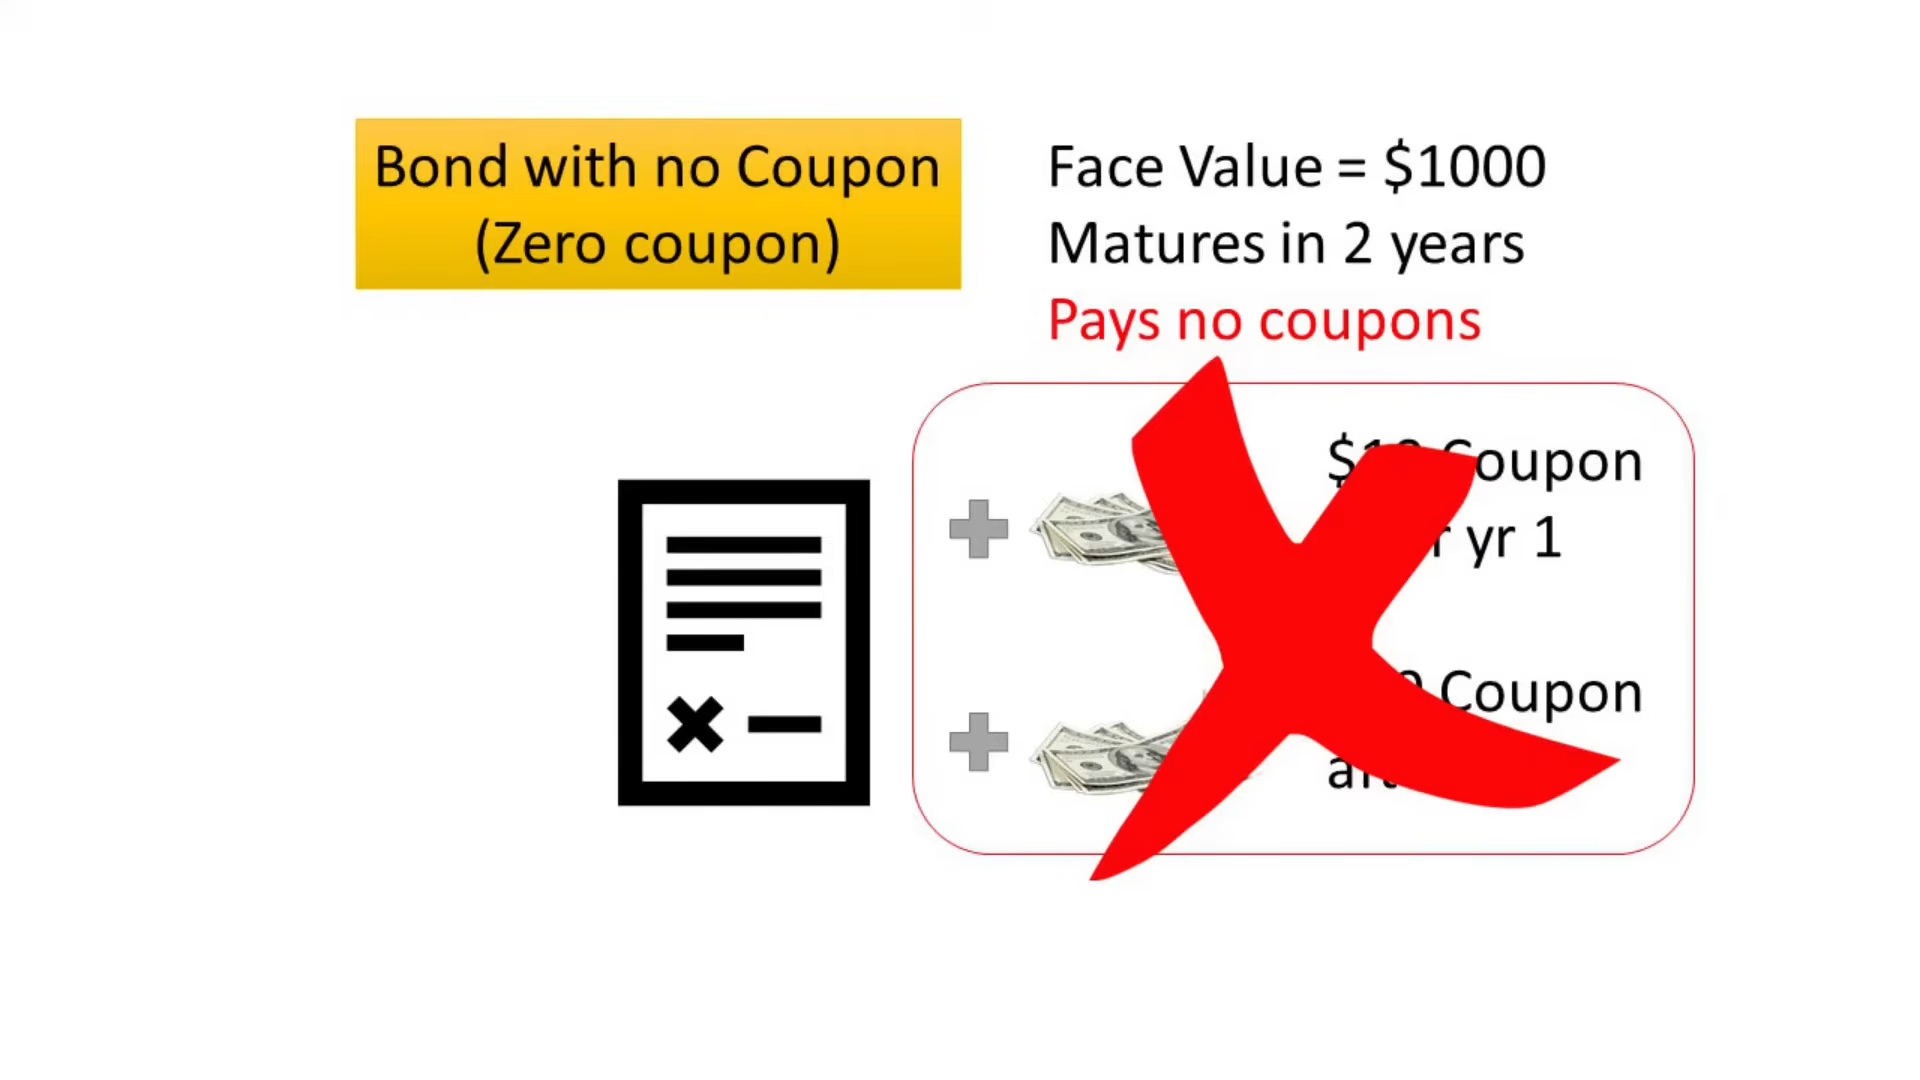 Bond with no Coupon
(Zero coupon)
Face Value = $1000
Matures in 2 years
Pays no coupons
Coupon
yr 1
Coupon